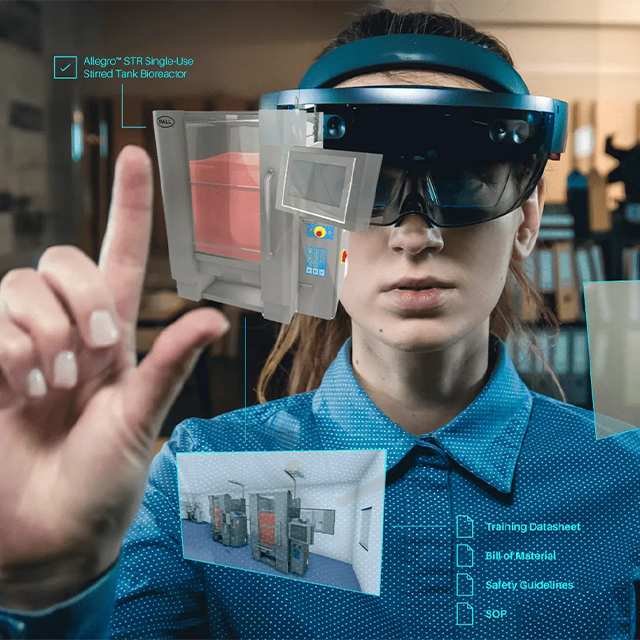 Allegro™ STR Single-Use
Stirred Tank Bioreactor
PALL
Training Datasheet
Bill of Material
Safety Guidelines
SOP